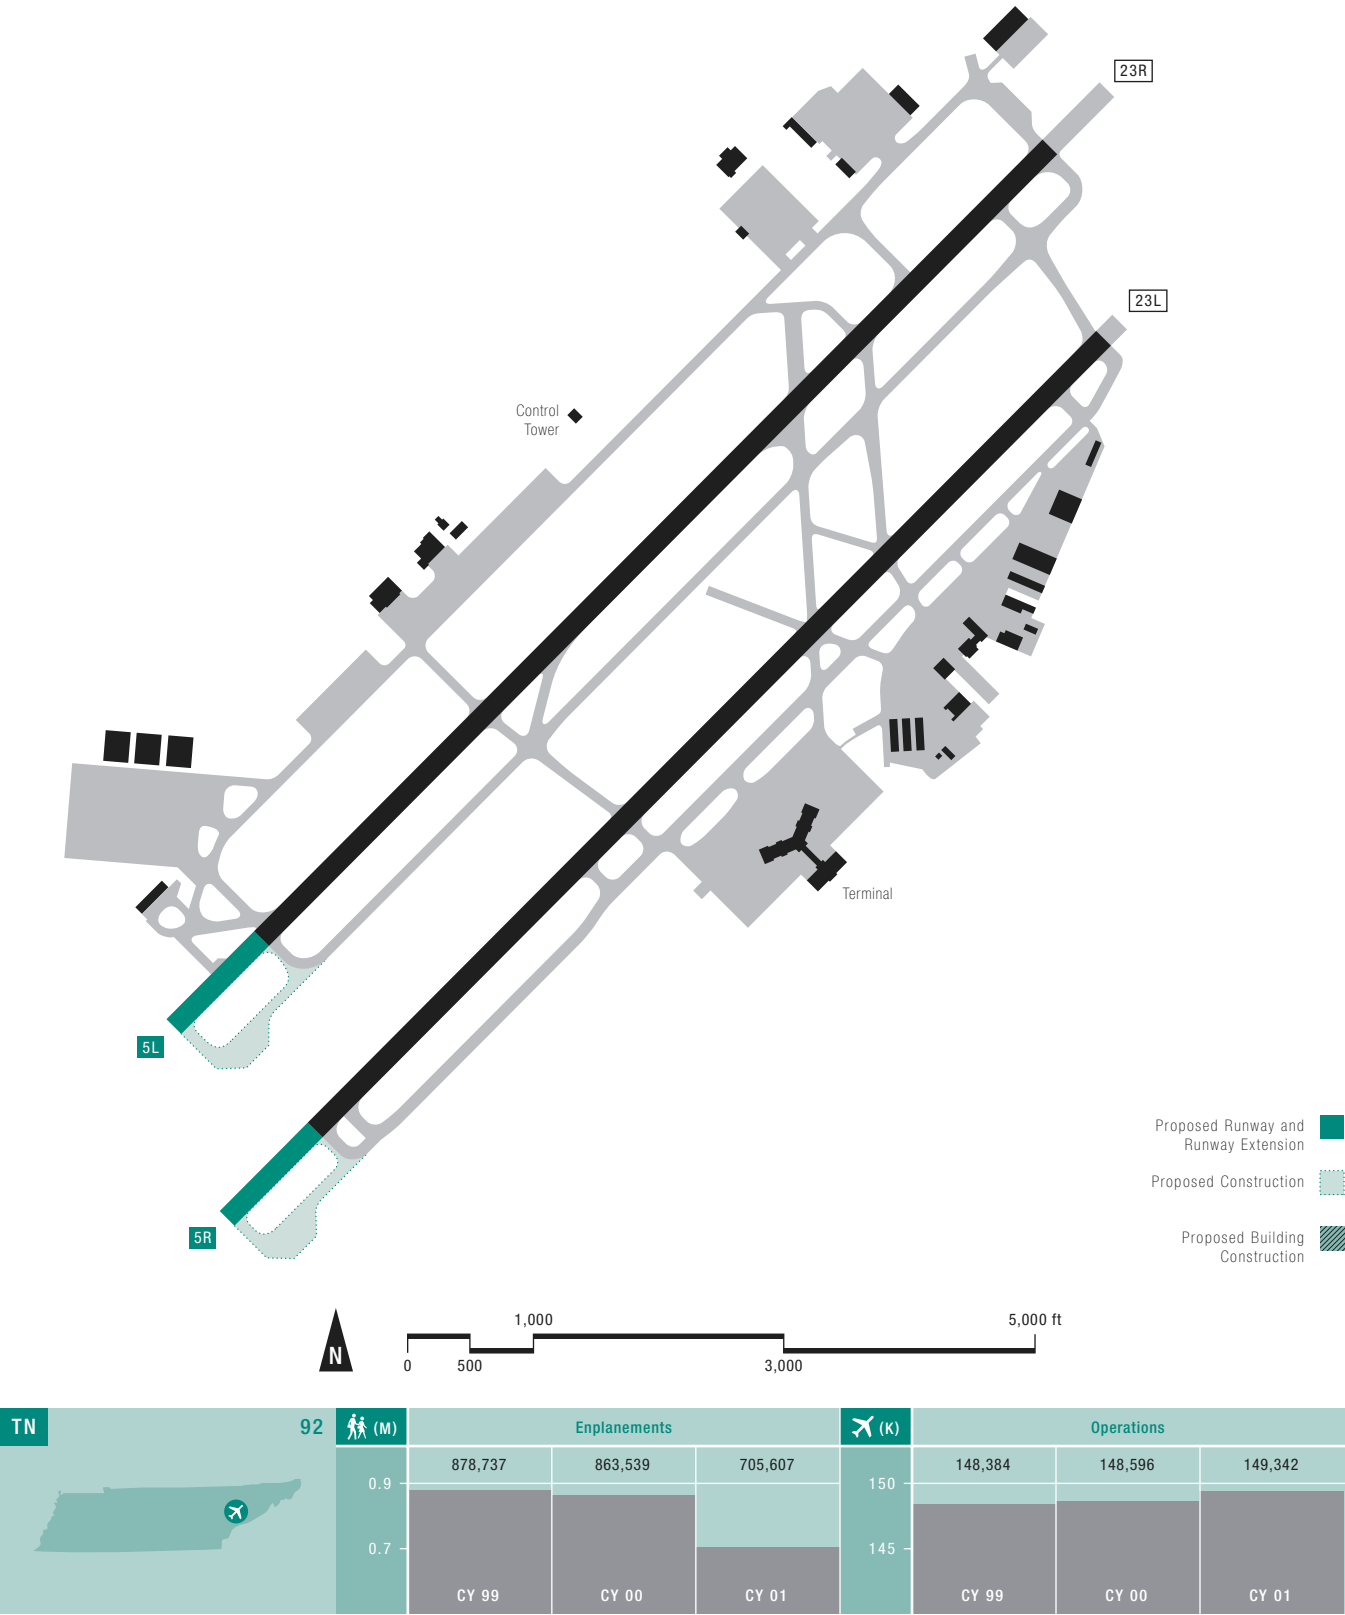 23R
23L
Control
Tower
Terminal
5L
5R
Proposed Runway and
Runway Extension
Proposed Construction
Proposed Building
Construction
N
1,000
5,000 ft
0
500
3,000
TN
92
(M)
Enplanements
(K)
Operations
878,737
863,539
705,607
148,384
148,596
149,342
0.9
150
0.7
145
CY 99
CY 00
CY 01
CY 99
CY 00
CY 01